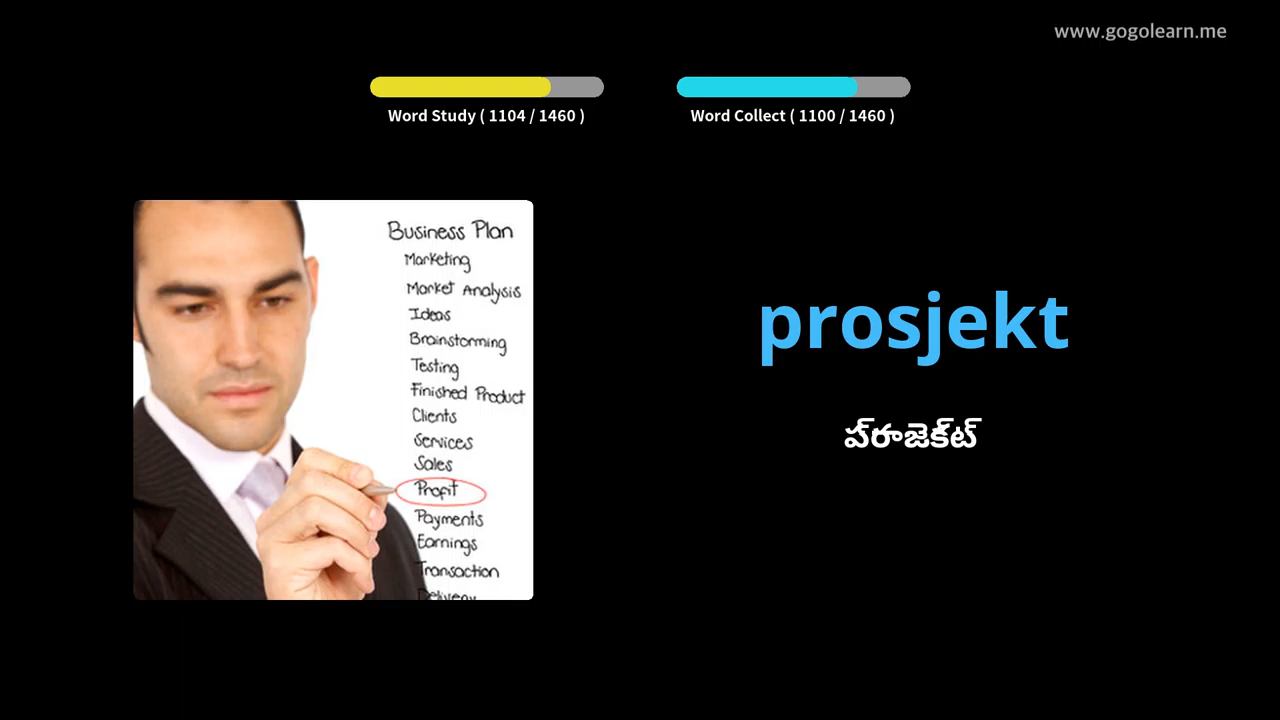 www.gogolearn.me
Word Study ( 1104 / 1460 )
Word Collect ( 1100 / 1460 )
Business Plan
Marketing
Market Analysis
Ideas
Brainstorming
Testing
Finished Product
Clients
Services
Sales
Profit
Payments
Earnings
Transaction
Delivery
prosjekt
ప్రాజెక్ట్